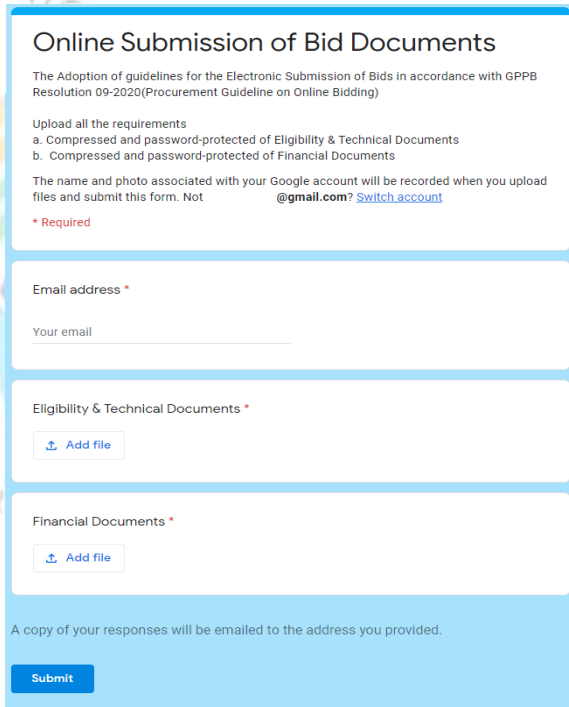 Online Submission of Bid Documents
The Adoption of guidelines for the Electronic Submission of Bids in accordance with GPPB
Resolution 09-2020(Procurement Guideline on Online Bidding)
Upload all the requirements
a. Compressed and password-protected of Eligibility & Technical Documents
b. Compressed and password-protected of Financial Documents
The name and photo associated with your Google account will be recorded when you upload
files and submit this form. Not @gmail.com? Switch account
* Required
Email address *
Your email
Eligibility & Technical Documents *
Add file
Financial Documents *
Add file
A copy of your responses will be emailed to the address you provided.
Submit